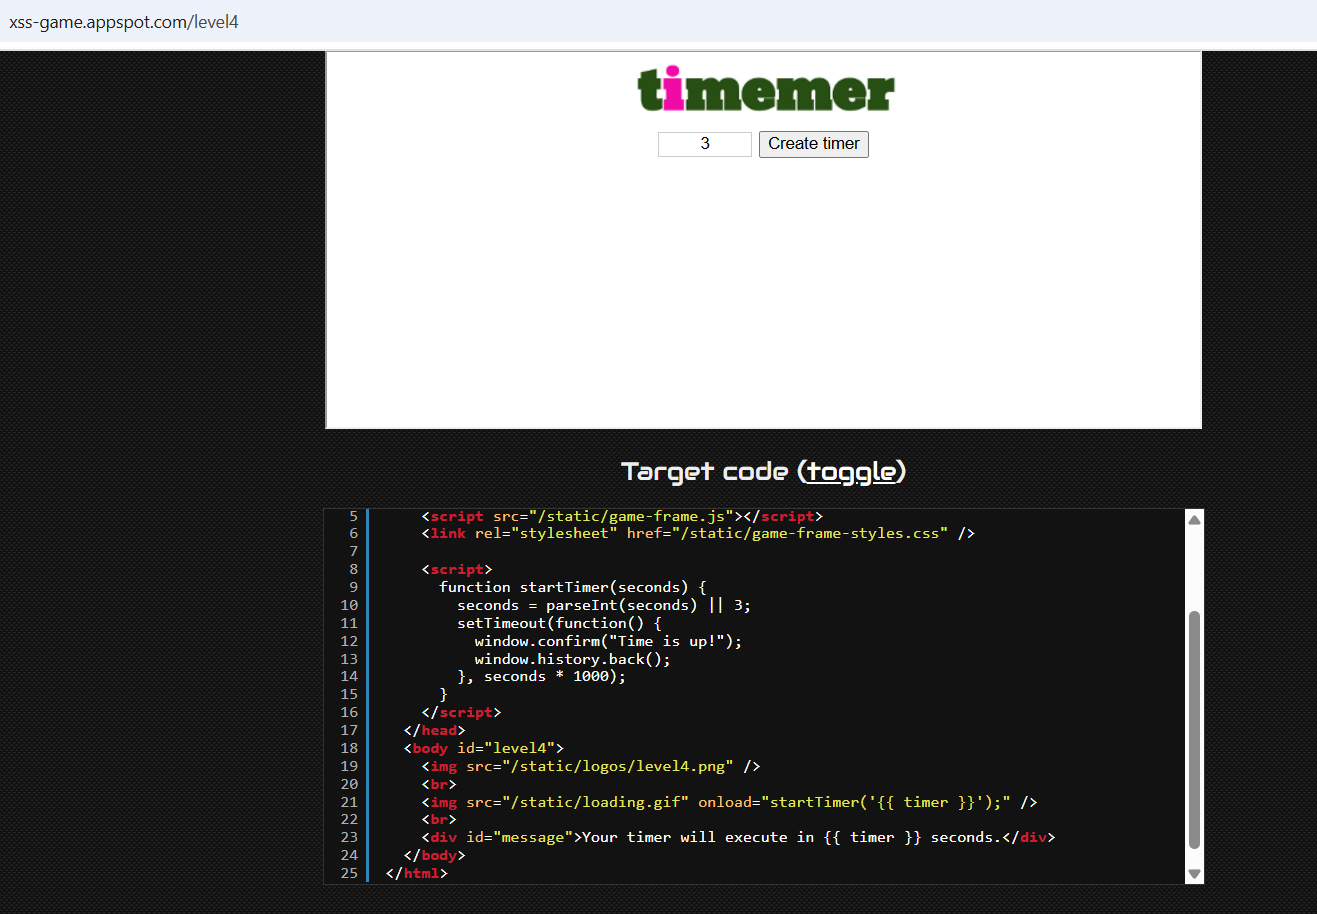 xss-game.appspot.com/level4
timemer
3 Create timer
Target code (toggle)
5 <script src="/static/game-frame.js"></script>
6 <link rel="stylesheet" href="/static/game-frame-styles.css" />
7
8 <script>
9 function startTimer(seconds) {
10 seconds = parseInt(seconds) || 3;
11 setTimeout(function() {
12 window.confirm("Time is up!");
13 window.history.back();
14 }, seconds * 1000);
15 }
16 </script>
17 </head>
18 <body id="level4">
19 <img src="/static/logos/level4.png" />
20 <br>
21 <img src="/static/loading.gif" onload="startTimer('{{ timer }}');" />
22 <br>
23 <div id="message">Your timer will execute in {{ timer }} seconds.</div>
24 </body>
25 </html>